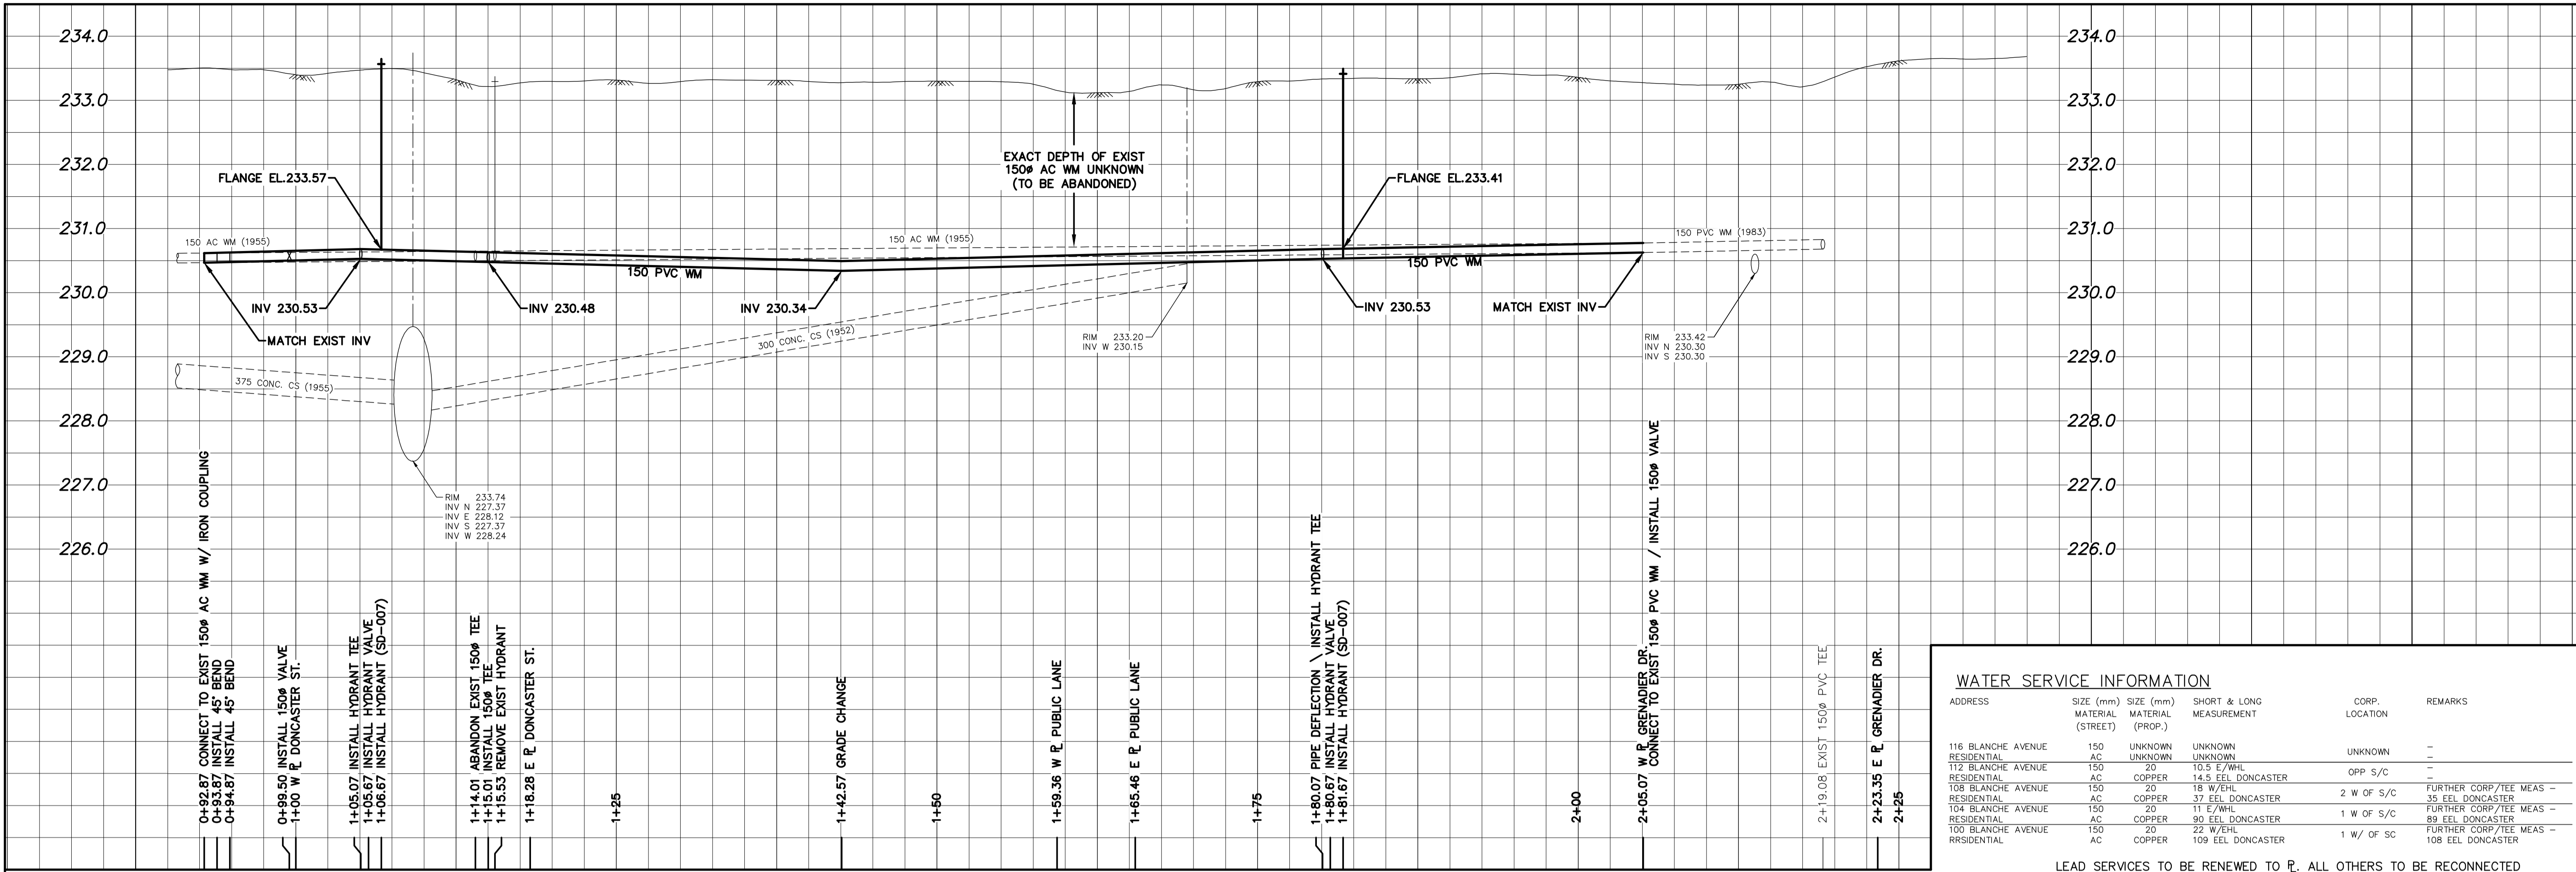 234.0
234.0
233.0
233.0
232.0
232.0
231.0
231.0
230.0
230.0
229.0
229.0
228.0
228.0
227.0
227.0
226.0
226.0
FLANGE EL.233.57
EXACT DEPTH OF EXIST
150ø AC WM UNKNOWN
(TO BE ABANDONED)
FLANGE EL.233.41
150 AC WM (1955)
150 AC WM (1955)
150 PVC WM (1983)
150 PVC WM
150 PVC WM
INV 230.53
INV 230.48
INV 230.34
INV 230.53
MATCH EXIST INV
MATCH EXIST INV
300 CONC. CS (1952)
375 CONC. CS (1955)
RIM 233.20
INV W 230.15
RIM 233.42
INV N 230.30
INV S 230.30
RIM 233.74
INV N 227.37
INV E 228.12
INV S 227.37
INV W 228.24
0+92.87 CONNECT TO EXIST 150ø AC WM W/ IRON COUPLING
0+93.87 INSTALL 45° BEND
0+94.87 INSTALL 45° BEND
0+99.50 INSTALL 150ø VALVE
1+00 W ⅊ DONCASTER ST.
1+05.07 INSTALL HYDRANT TEE
1+05.67 INSTALL HYDRANT VALVE
1+06.67 INSTALL HYDRANT (SD-007)
1+14.01 ABANDON EXIST 150ø TEE
1+15.01 INSTALL 150ø TEE
1+15.53 REMOVE EXIST HYDRANT
1+18.28 E ⅊ DONCASTER ST.
1+25
1+42.57 GRADE CHANGE
1+50
1+59.36 W ⅊ PUBLIC LANE
1+65.46 E ⅊ PUBLIC LANE
1+75
1+80.07 PIPE DEFLECTION \ INSTALL HYDRANT TEE
1+80.67 INSTALL HYDRANT VALVE
1+81.67 INSTALL HYDRANT (SD-007)
2+00
2+05.07 W ⅊ GRENADIER DR.
CONNECT TO EXIST 150ø PVC WM / INSTALL 150ø VALVE
2+19.08 EXIST 150ø PVC TEE
2+23.35 E ⅊ GRENADIER DR.
2+25
WATER SERVICE INFORMATION
ADDRESS SIZE (mm) SIZE (mm) SHORT & LONG CORP. REMARKS
MATERIAL MATERIAL MEASUREMENT LOCATION
(STREET) (PROP.)
116 BLANCHE AVENUE 150 UNKNOWN UNKNOWN UNKNOWN –
RESIDENTIAL AC UNKNOWN UNKNOWN –
112 BLANCHE AVENUE 150 20 10.5 E/WHL OPP S/C –
RESIDENTIAL AC COPPER 14.5 EEL DONCASTER –
108 BLANCHE AVENUE 150 20 18 W/EHL 2 W OF S/C FURTHER CORP/TEE MEAS –
RESIDENTIAL AC COPPER 37 EEL DONCASTER 35 EEL DONCASTER
104 BLANCHE AVENUE 150 20 11 E/WHL 1 W OF S/C FURTHER CORP/TEE MEAS –
RESIDENTIAL AC COPPER 90 EEL DONCASTER 89 EEL DONCASTER
100 BLANCHE AVENUE 150 20 22 W/EHL 1 W/ OF SC FURTHER CORP/TEE MEAS –
RRSIDENTIAL AC COPPER 109 EEL DONCASTER 108 EEL DONCASTER
LEAD SERVICES TO BE RENEWED TO ⅊. ALL OTHERS TO BE RECONNECTED